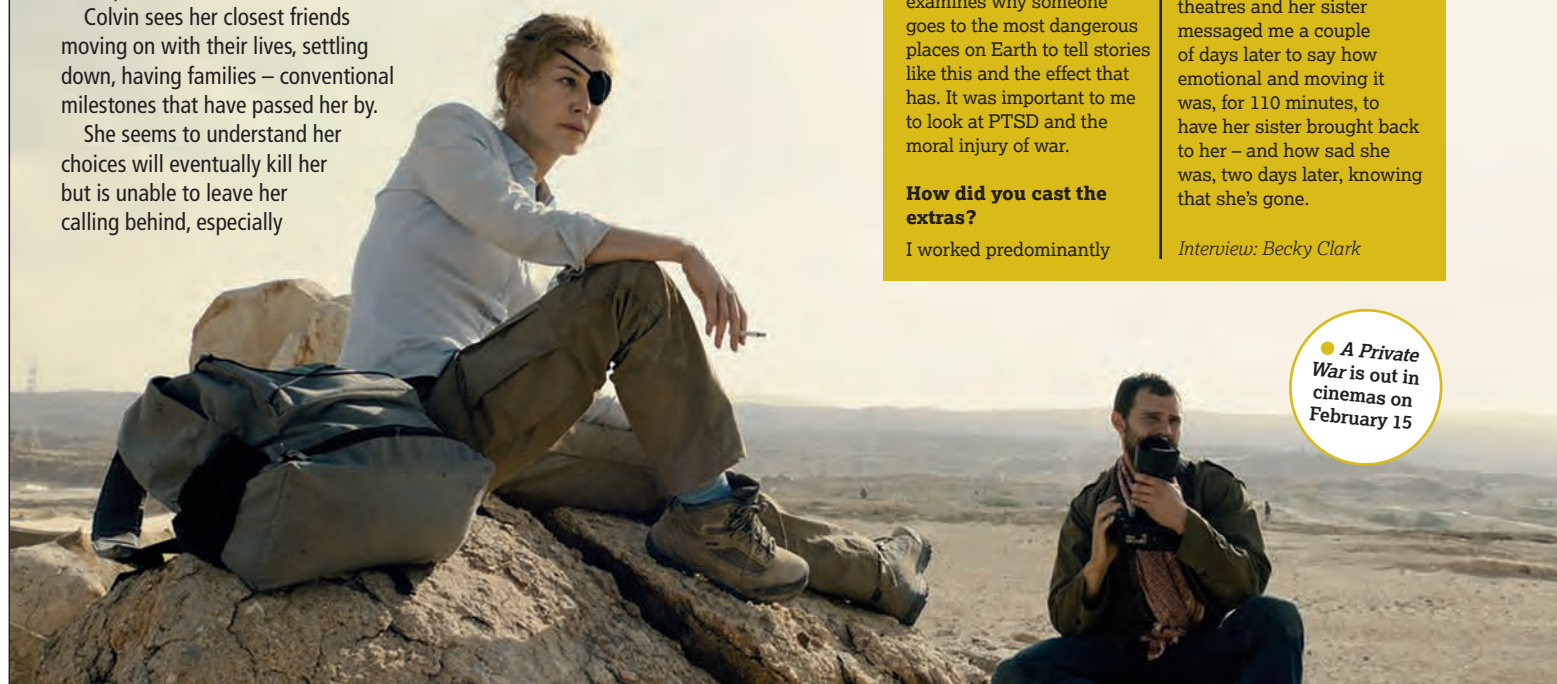 Colvin sees her closest friends
moving on with their lives, settling
down, having families – conventional
milestones that have passed her by.
She seems to understand her
choices will eventually kill her
but is unable to leave her
calling behind, especially
examines why someone
goes to the most dangerous
places on Earth to tell stories
like this and the effect that
has. It was important to me
to look at PTSD and the
moral injury of war.
How did you cast the
extras?
I worked predominantly
theatres and her sister
messaged me a couple
of days later to say how
emotional and moving it
was, for 110 minutes, to
have her sister brought back
to her – and how sad she
was, two days later, knowing
that she's gone.
Interview: Becky Clark
● A Private
War is out in
cinemas on
February 15